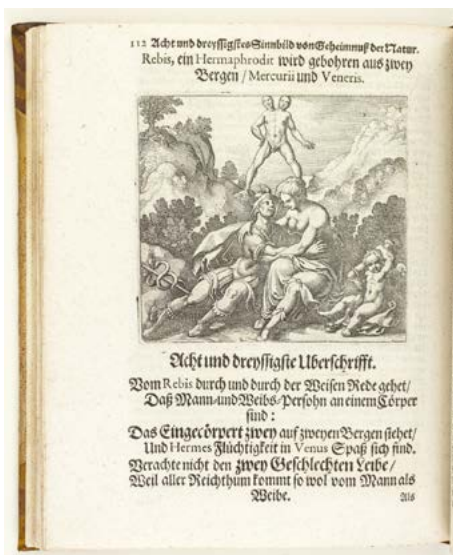 112 Acht und dreyssigstes Sinnbild von Geheimnuß der Natur.
Rebis, ein Hermaphrodit wird gebohren aus zwey
Bergen / Mercurii und Veneris.
Acht und dreyssigste Uberschrifft.
Vom Rebis durch und durch der Weisen Rede gehet /
Daß Mann-und Weibs-Persohn an einem Cörper
sind:
Das Eingecörpert zwey auf zweyen Bergen stehet /
Und Hermes Flüchtigkeit in Venus Spaß sich find.
Verachte nicht den zwey Geschlechten Leibe /
Weil aller Reichthum kommt so wol vom Mann als
Weibe.
Als